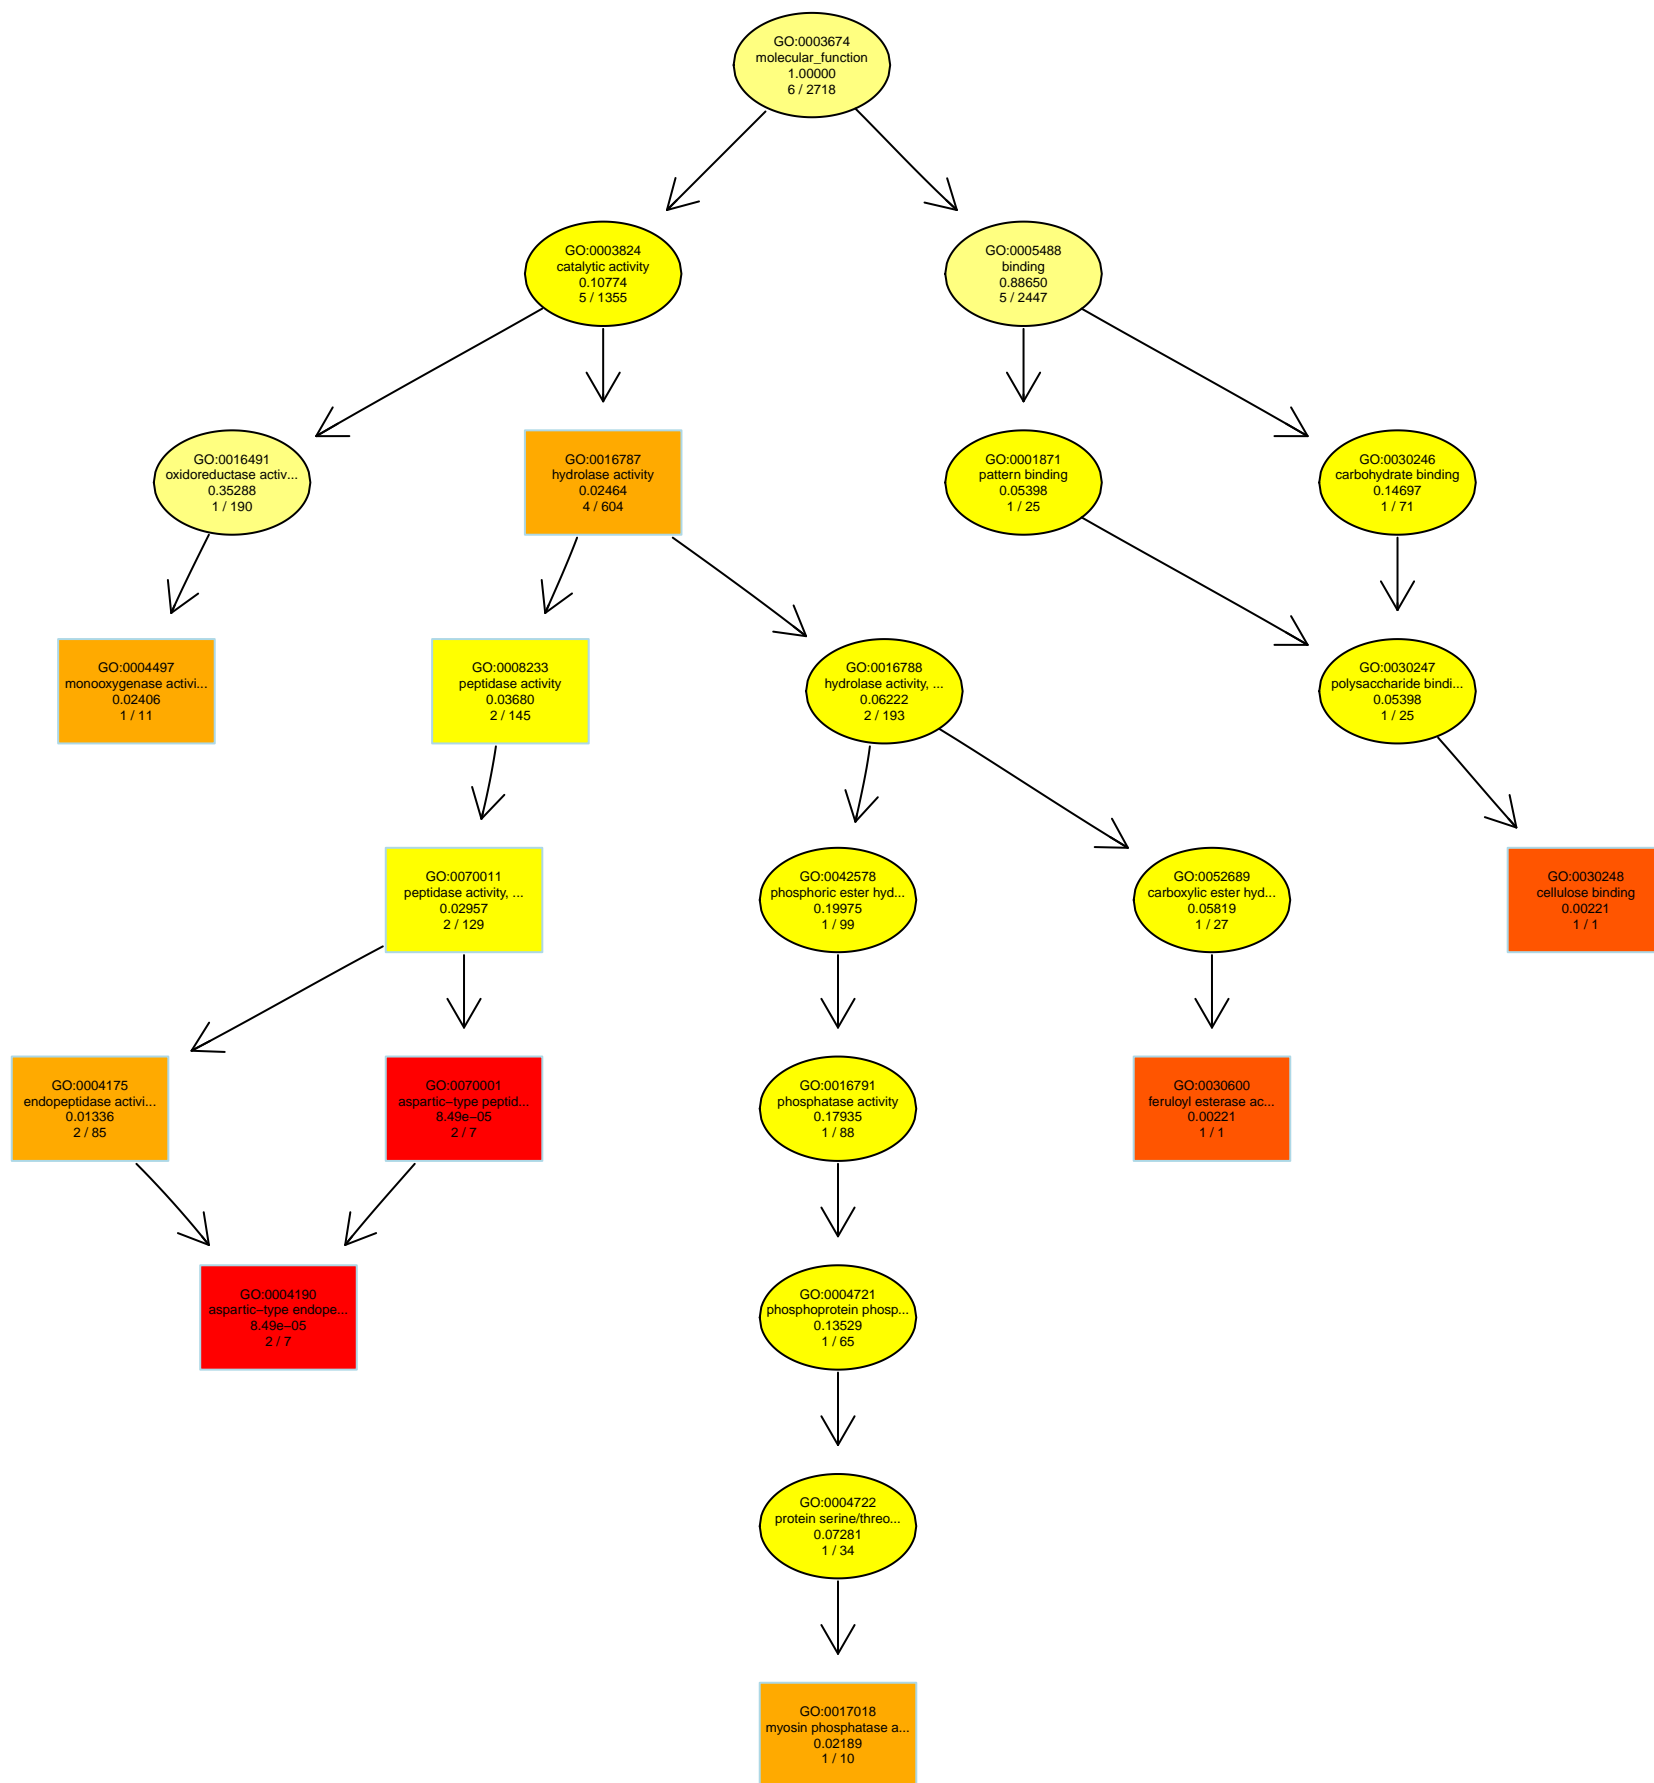 GO:0003674
molecular_function
1.00000
6 / 2718
GO:0003824
catalytic activity
0.10774
5 / 1355
GO:0005488
binding
0.88650
5 / 2447
GO:0016491
oxidoreductase activ...
0.35288
1 / 190
GO:0016787
hydrolase activity
0.02464
4 / 604
GO:0001871
pattern binding
0.05398
1 / 25
GO:0030246
carbohydrate binding
0.14697
1 / 71
GO:0004497
monooxygenase activi...
0.02406
1 / 11
GO:0008233
peptidase activity
0.03680
2 / 145
GO:0016788
hydrolase activity, ...
0.06222
2 / 193
GO:0030247
polysaccharide bindi...
0.05398
1 / 25
GO:0070011
peptidase activity, ...
0.02957
2 / 129
GO:0042578
phosphoric ester hyd...
0.19975
1 / 99
GO:0052689
carboxylic ester hyd...
0.05819
1 / 27
GO:0030248
cellulose binding
0.00221
1 / 1
GO:0004175
endopeptidase activi...
0.01336
2 / 85
GO:0070001
aspartic−type peptid...
8.49e−05
2 / 7
GO:0016791
phosphatase activity
0.17935
1 / 88
GO:0030600
feruloyl esterase ac...
0.00221
1 / 1
GO:0004190
aspartic−type endope...
8.49e−05
2 / 7
GO:0004721
phosphoprotein phosp...
0.13529
1 / 65
GO:0004722
protein serine/threo...
0.07281
1 / 34
GO:0017018
myosin phosphatase a...
0.02189
1 / 10